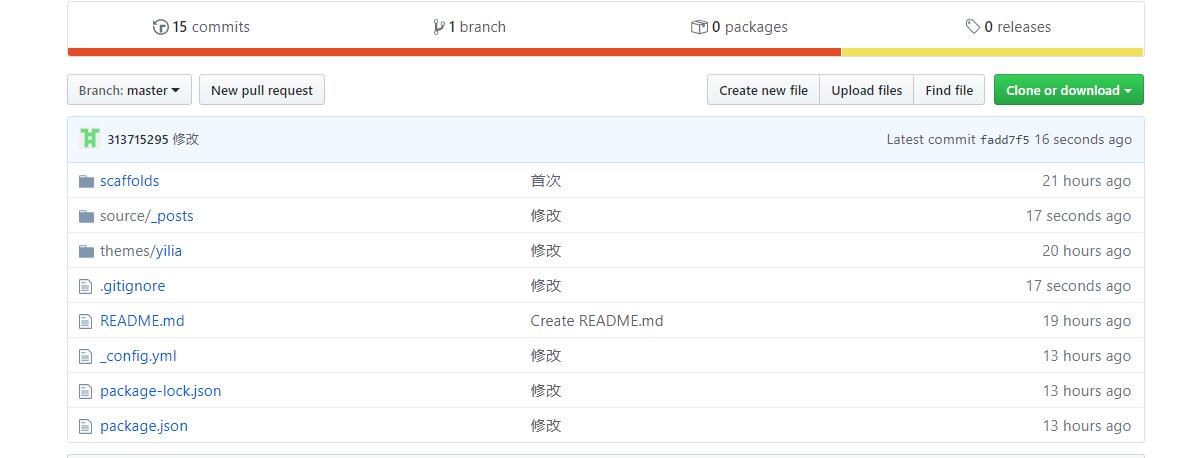 15 commits 1 branch 0 packages 0 releases
Branch: master New pull request Create new file Upload files Find file Clone or download
313715295 修改 Latest commit fadd7f5 16 seconds ago
scaffolds 首次 21 hours ago
source/_posts 修改 17 seconds ago
themes/yilia 修改 20 hours ago
.gitignore 修改 17 seconds ago
README.md Create README.md 19 hours ago
_config.yml 修改 13 hours ago
package-lock.json 修改 13 hours ago
package.json 修改 13 hours ago